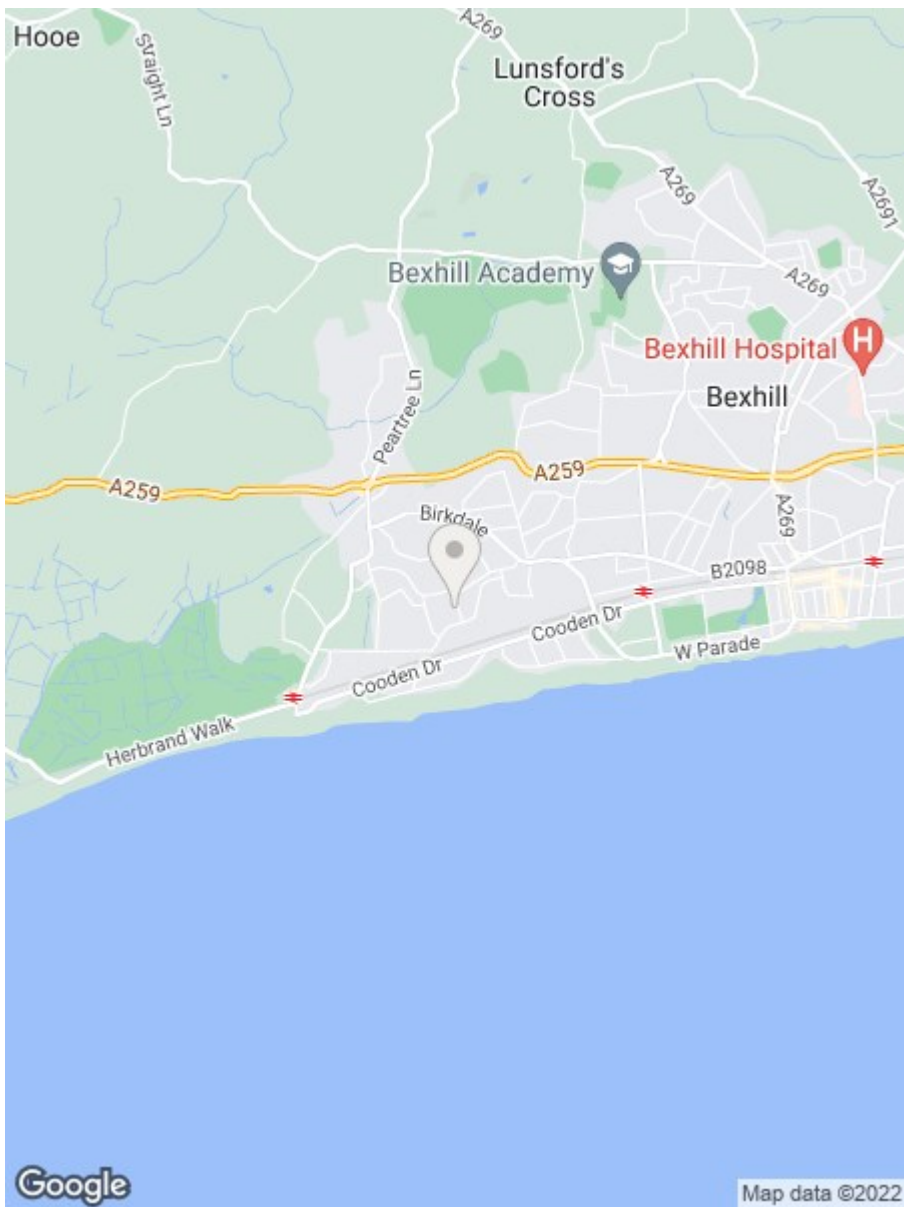 Hooe
Straight Ln
A269
Lunsford's
Cross
A269
A2691
Bexhill Academy
A269
Bexhill Hospital
H
Bexhill
Peartree Ln
A259
A259
A269
Birkdale
B2098
Cooden Dr
W Parade
Cooden Dr
Herbrand Walk
Google
Map data ©2022